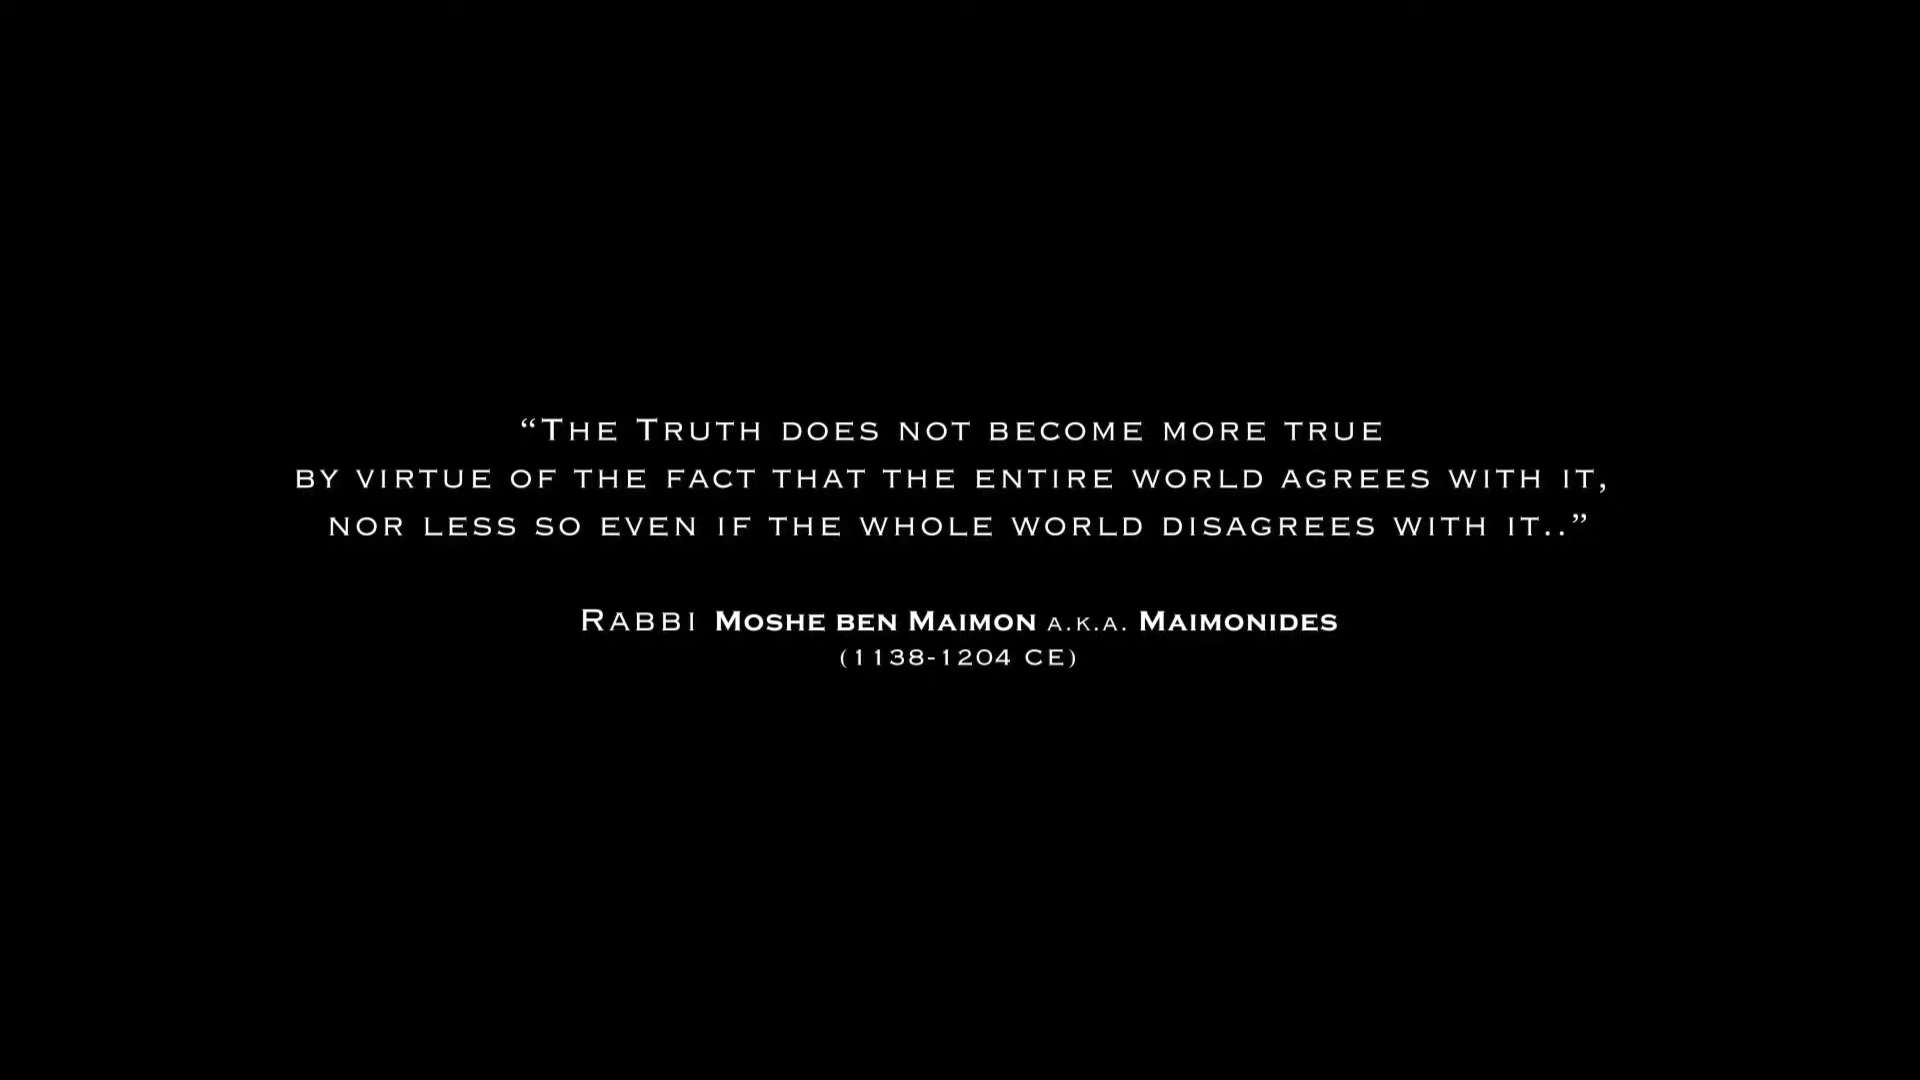 “The Truth does not become more true
by virtue of the fact that the entire world agrees with it,
nor less so even if the whole world disagrees with it..”
Rabbi Moshe ben Maimon a.k.a. Maimonides
(1138-1204 CE)